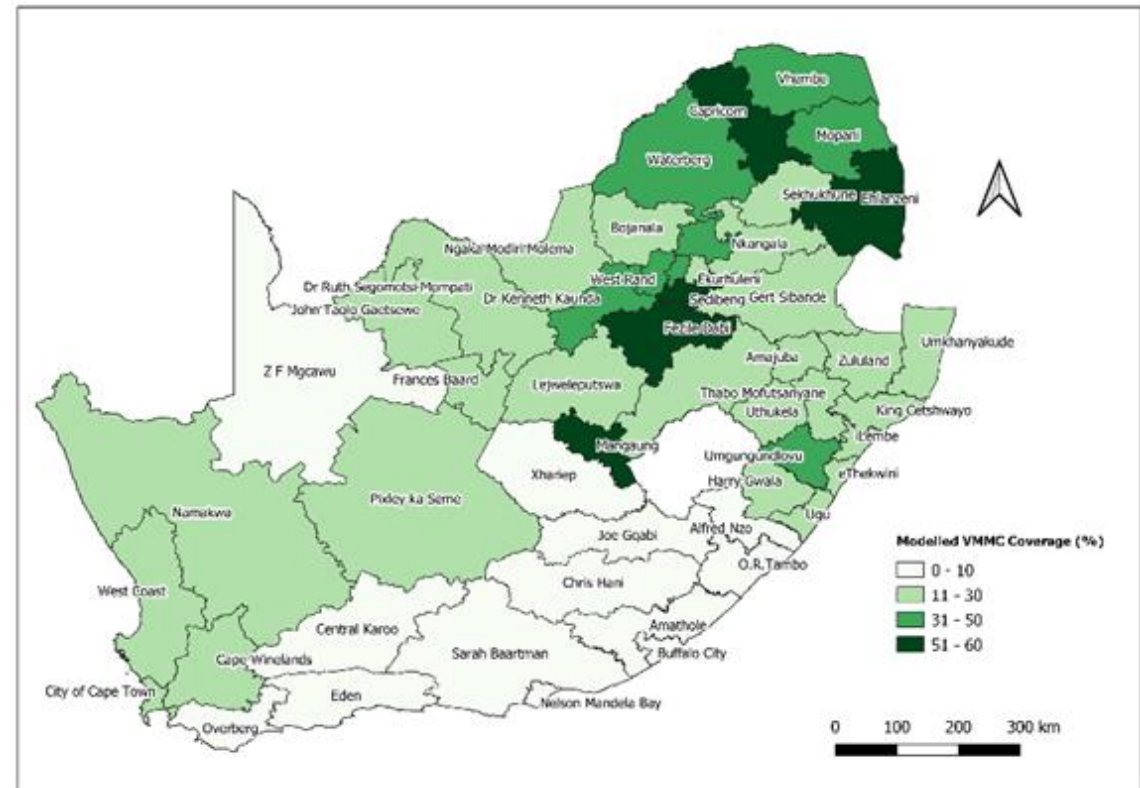 Vhembe
Capricorn
Mopani
Waterberg
Sekhukhune
Ehlanzeni
Bojanala
Nkangala
Ngaka Modiri Molema
West Rand
Ekurhuleni
Dr Ruth Segomotsi Mompati
Dr Kenneth Kaunda
Sedibeng
Gert Sibande
John Taolo Gaetsewe
Fezile Dabi
Umkhanyakude
Amajuba
Zululand
Z F Mgcawu
Frances Baard
Lejweleputswa
Thabo Mofutsanyane
Uthukela
King Cetshwayo
iLembe
Mangaung
Umgungundlovu
eThekwini
Xhariep
Harry Gwala
Pixley ka Seme
Ugu
Namakwa
Alfred Nzo
Joe Gqabi
O.R.Tambo
Chris Hani
West Coast
Central Karoo
Amathole
Cape Winelands
Sarah Baartman
Buffalo City
City of Cape Town
Eden
Nelson Mandela Bay
Overberg
Modelled VMMC Coverage (%)
0 - 10
11 - 30
31 - 50
51 - 60
0 100 200 300 km